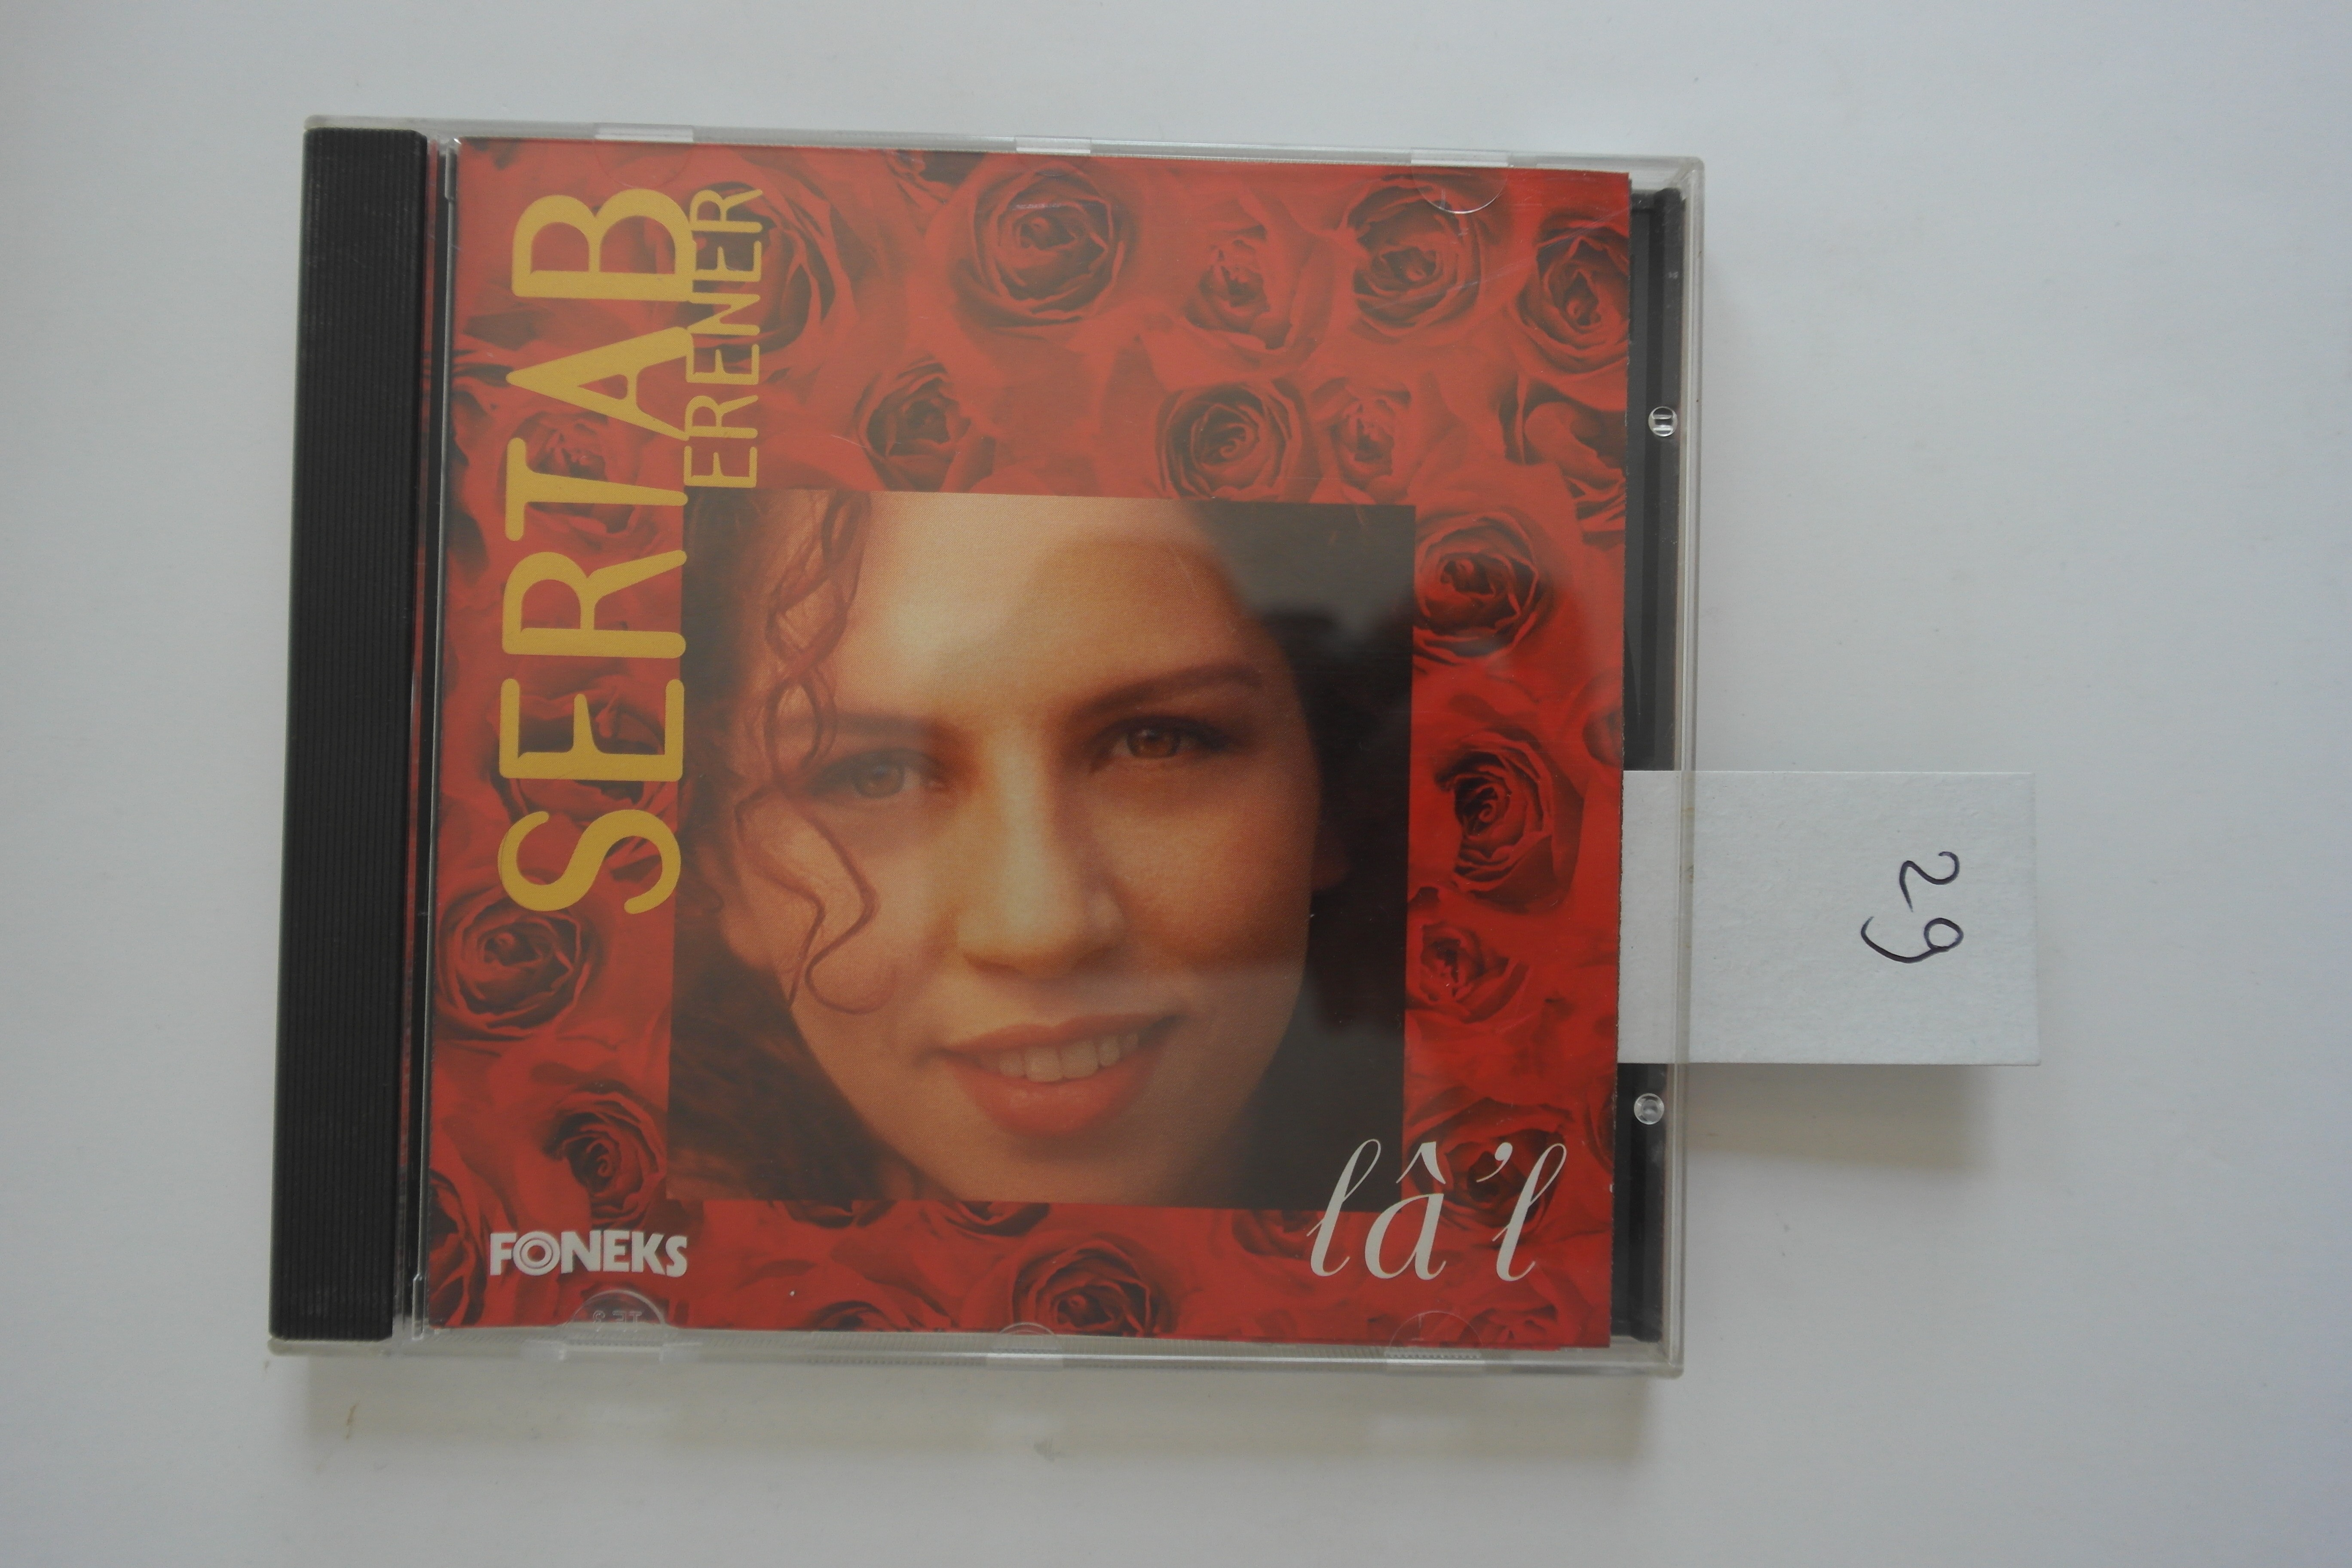 SERTAB
ERENER
lâ'l
FONEKS
29